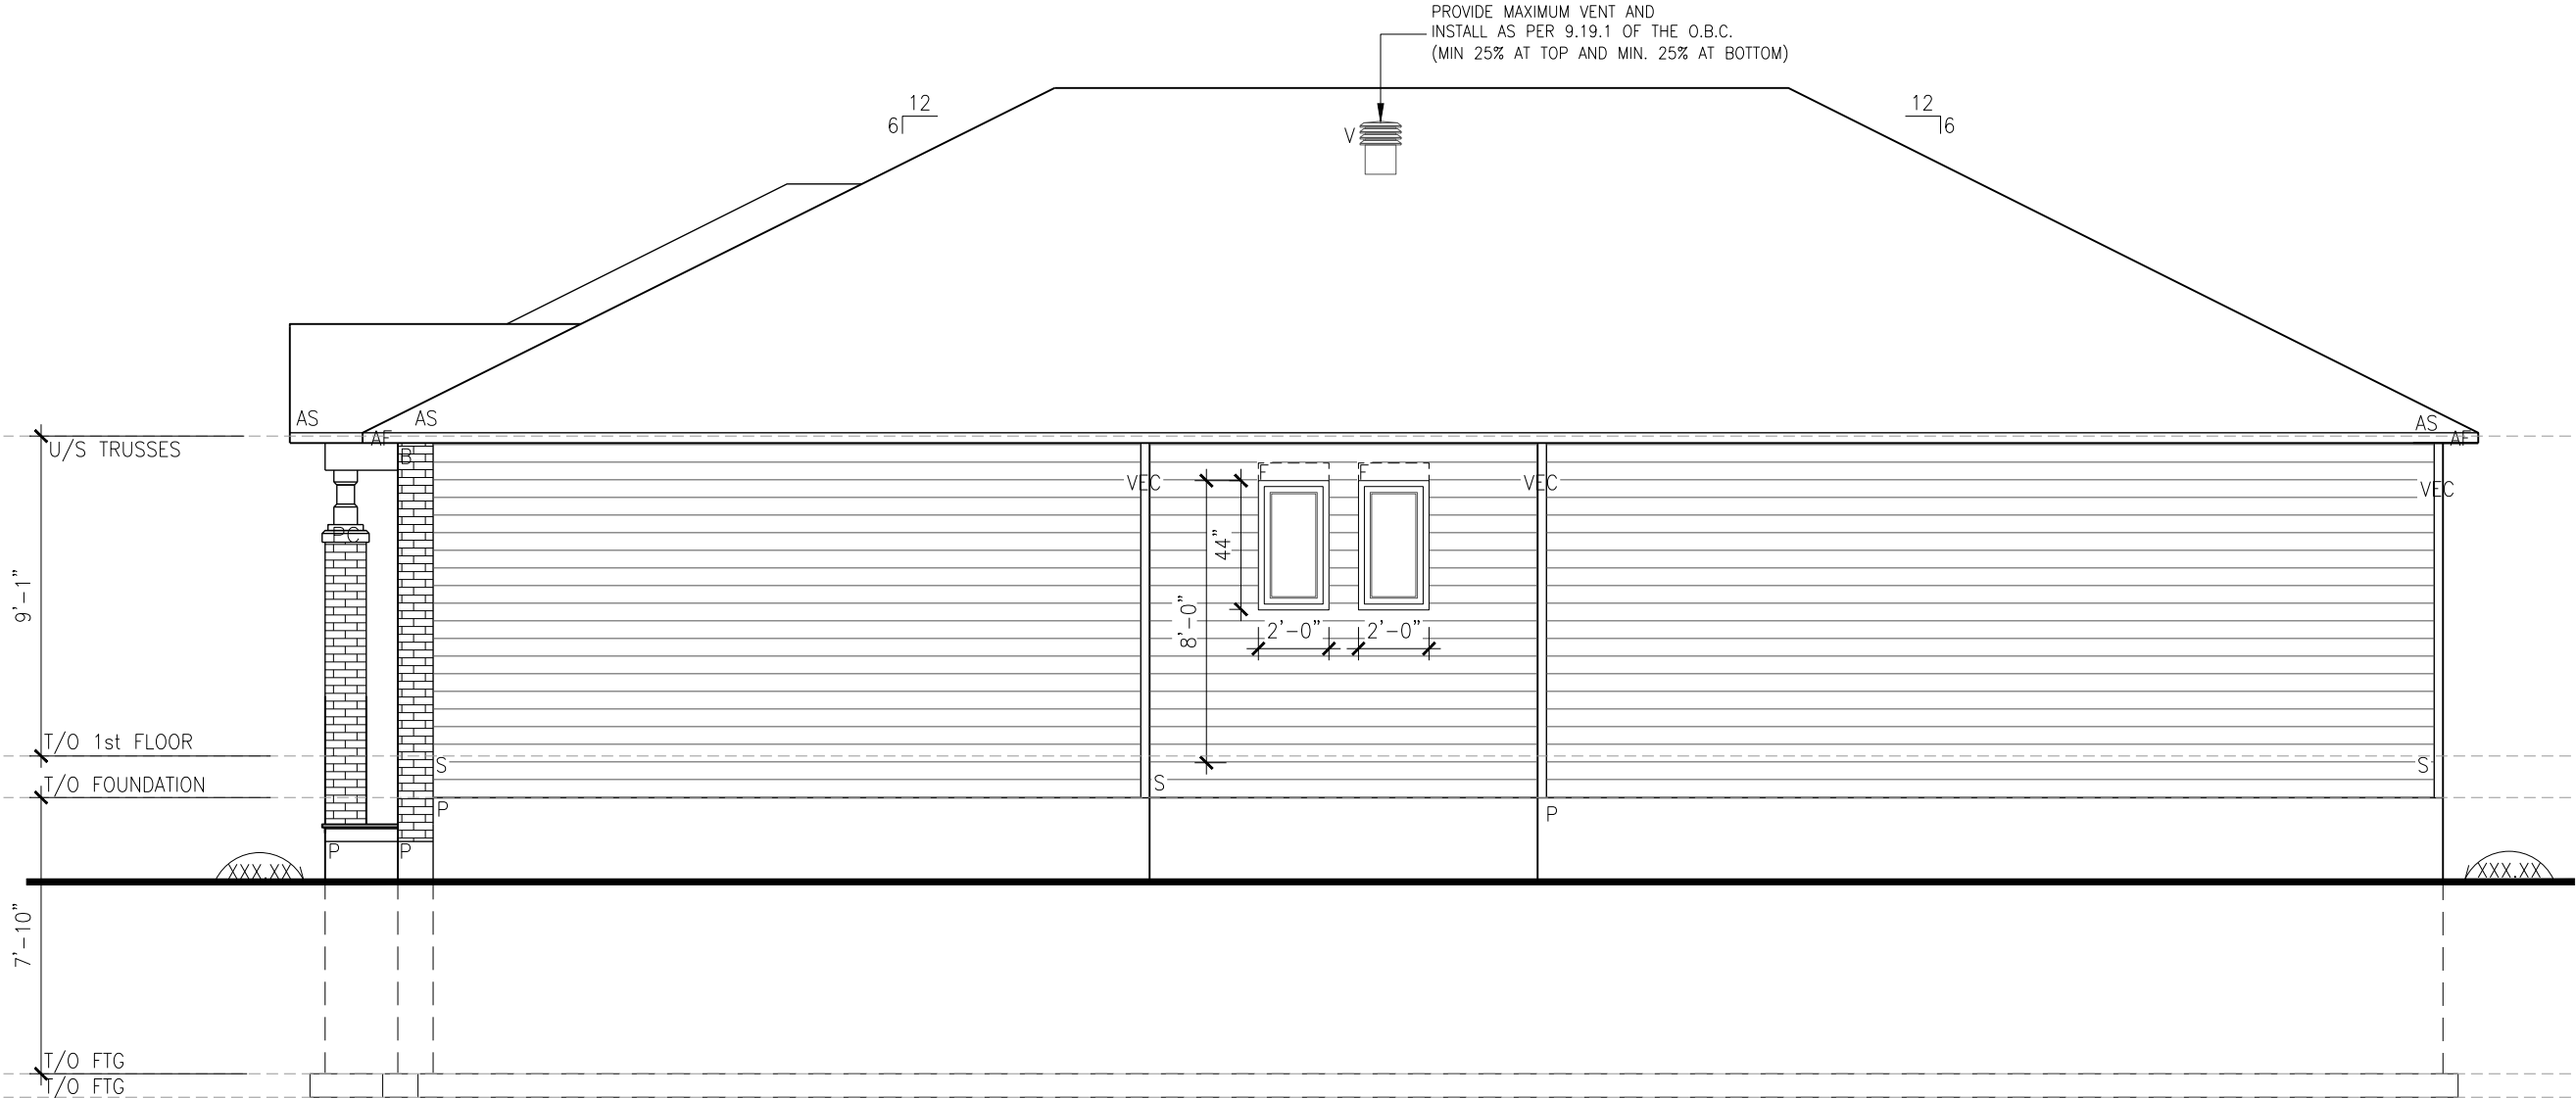 PROVIDE MAXIMUM VENT AND
INSTALL AS PER 9.19.1 OF THE O.B.C.
(MIN 25% AT TOP AND MIN. 25% AT BOTTOM)
12
6
12
6
V
AS
AS
AS
AF
AF
U/S TRUSSES
B
F
F
VEC
VEC
VEC
PC
44"
9'-1"
8'-0"
2'-0"
2'-0"
T/O 1st FLOOR
S
S
S
T/O FOUNDATION
P
P
P
P
XXX.XX
XXX.XX
7'-10"
T/O FTG
T/O FTG